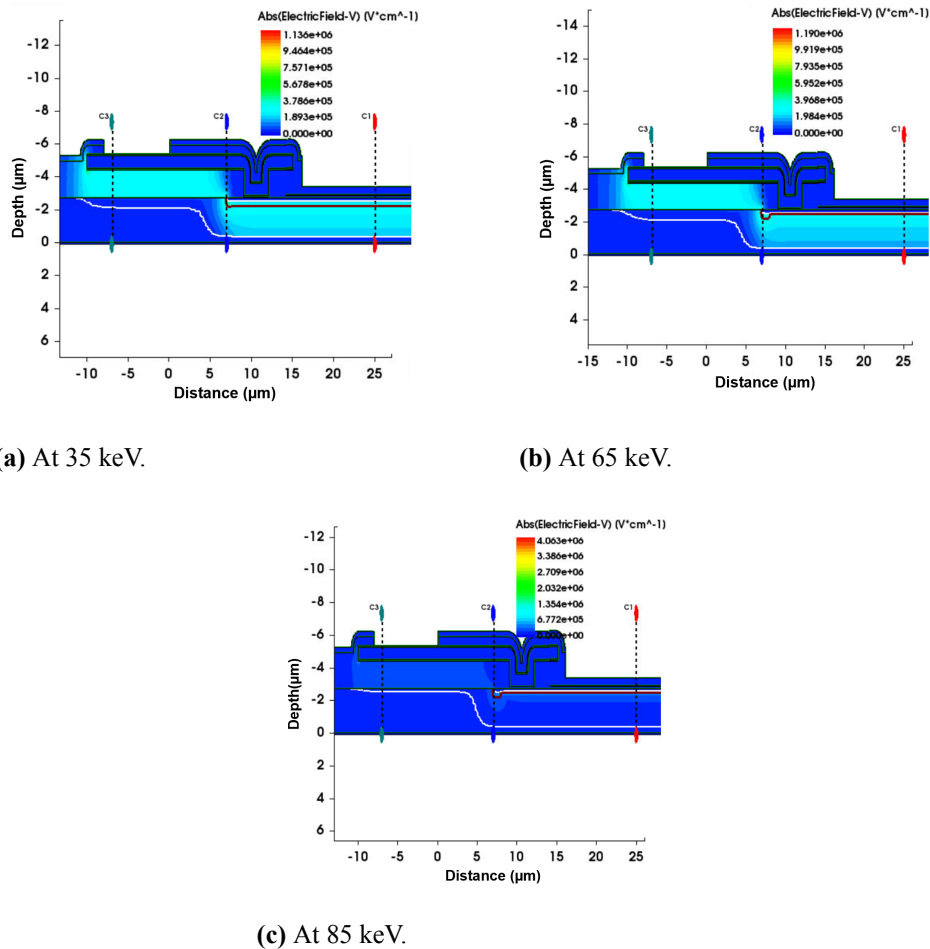 Abs(ElectricField-V) (V*cm^-1)
1.136e+06
9.464e+05
7.571e+05
5.678e+05
3.786e+05
1.893e+05
0.000e+00
-12
-10
-8
-6
-4
-2
0
2
4
6
Depth (µm)
C3
C2
C1
-10 -5 0 5 10 15 20 25
Distance (µm)
Abs(ElectricField-V) (V*cm^-1)
1.190e+06
9.919e+05
7.935e+05
5.952e+05
3.968e+05
1.984e+05
0.000e+00
-14
-12
-10
-8
-6
-4
-2
0
2
4
Depth (µm)
C3
C2
C1
-15 -10 -5 0 5 10 15 20 25
Distance (µm)
(a) At 35 keV.
(b) At 65 keV.
Abs(ElectricField-V) (V*cm^-1)
4.063e+06
3.386e+06
2.709e+06
2.032e+06
1.354e+06
6.772e+05
0.000e+00
-12
-10
-8
-6
-4
-2
0
2
4
6
Depth(µm)
C3
C2
C1
-10 -5 0 5 10 15 20 25
Distance (µm)
(c) At 85 keV.